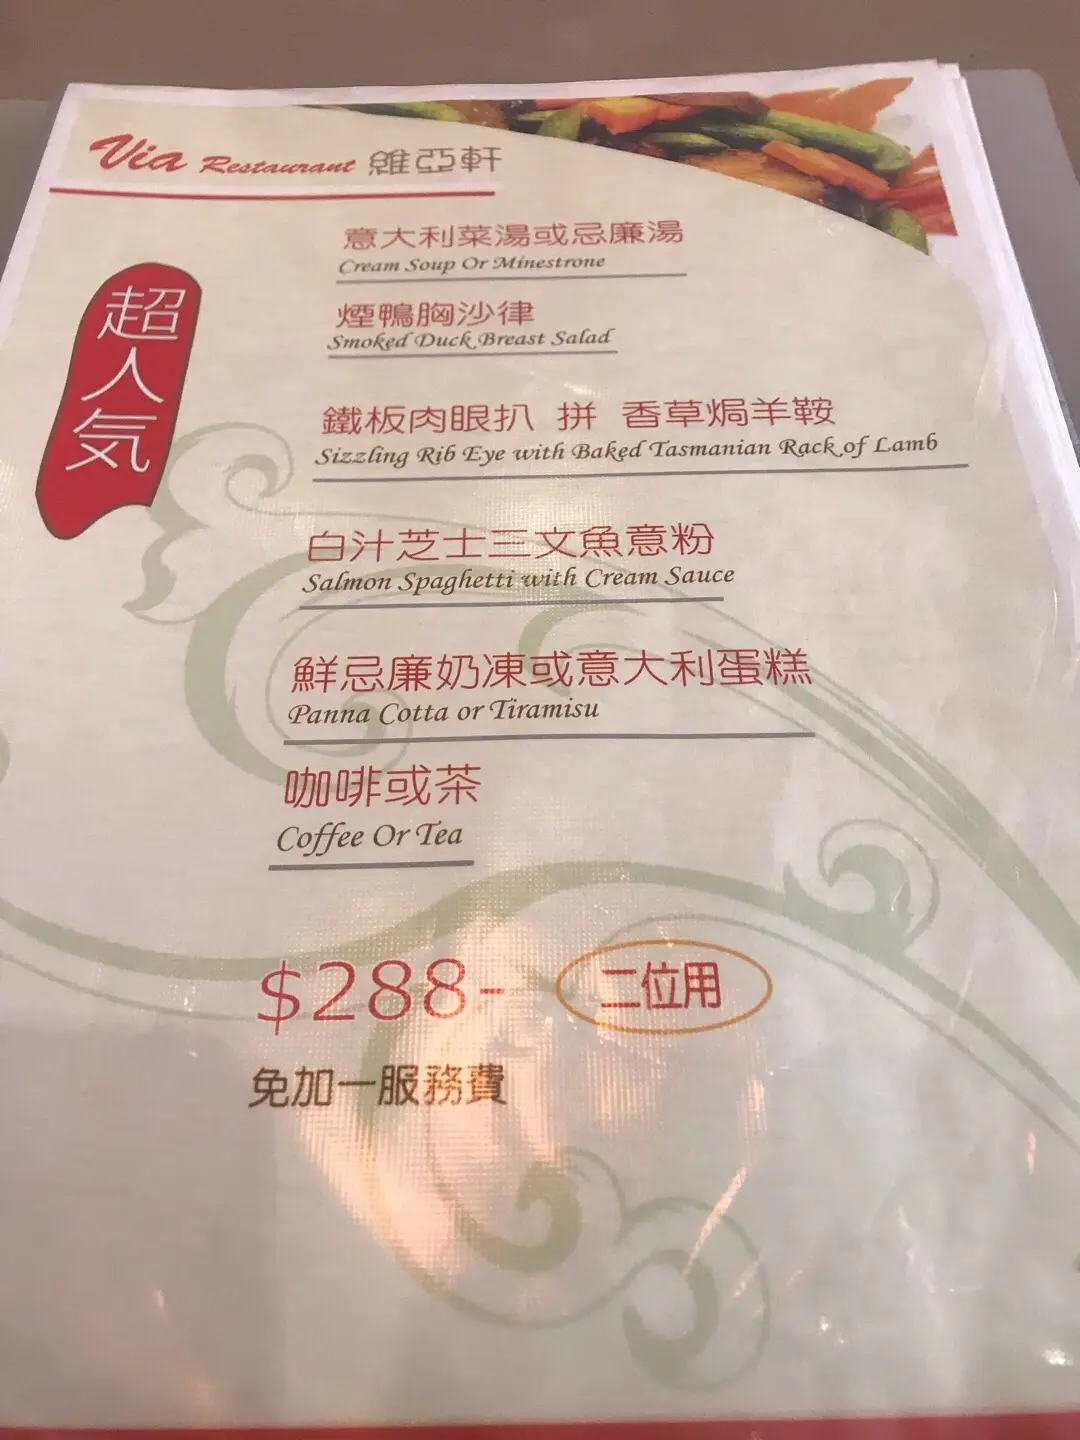 Via Restaurant 維亞軒
超人気
意大利菜湯或忌廉湯
Cream Soup Or Minestrone
煙鴨胸沙律
Smoked Duck Breast Salad
鐵板肉眼扒 拼 香草焗羊鞍
Sizzling Rib Eye with Baked Tasmanian Rack of Lamb
白汁芝士三文魚意粉
Salmon Spaghetti with Cream Sauce
鮮忌廉奶凍或意大利蛋糕
Panna Cotta or Tiramisu
咖啡或茶
Coffee Or Tea
$288- 二位用
免加一服務費